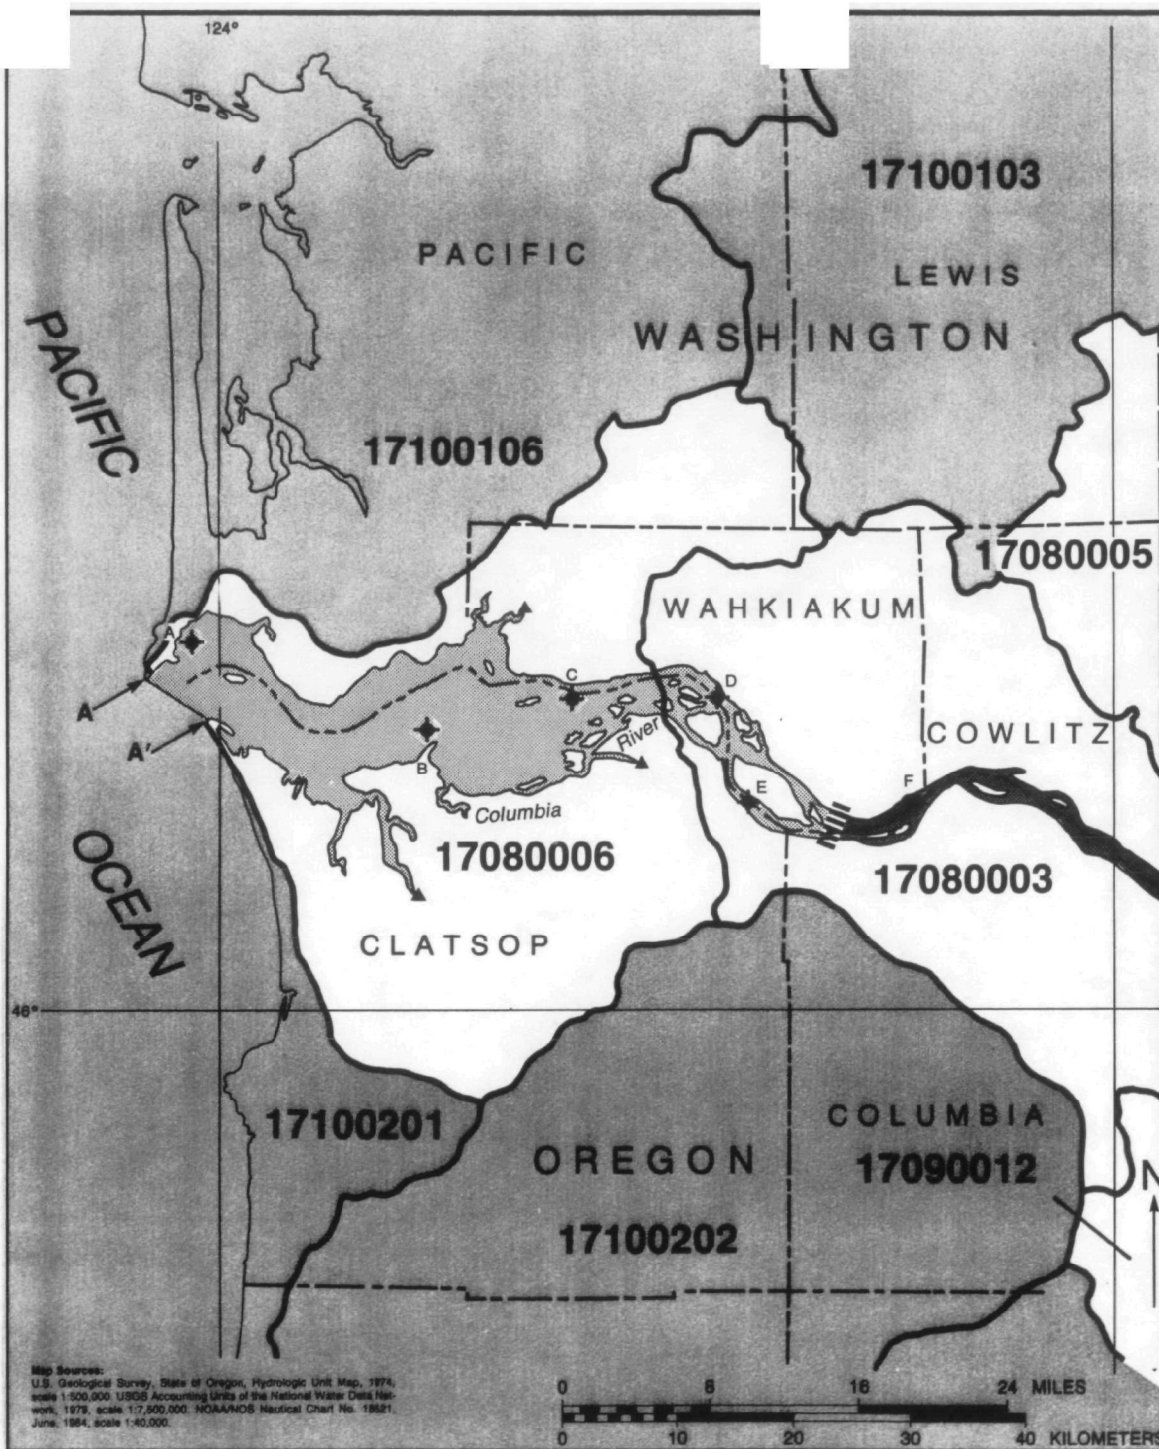 124°
17100103
PACIFIC
LEWIS
WASHINGTON
PACIFIC
17100106
17080005
WAHKIAKUM
A
C
D
A
River
COWLITZ
A'
B
E
F
Columbia
OCEAN
17080006
17080003
CLATSOP
46°
17100201
COLUMBIA
OREGON
17090012
N
17100202
Map Sources:
U.S. Geological Survey, State of Oregon, Hydrologic Unit Map, 1974,
scale 1:500,000. USGS Accounting Units of the National Water Data Net-
work, 1979, scale 1:7,500,000. NOAA/NOS Nautical Chart No. 18521,
June, 1984, scale 1:40,000.
0 8 16 24 MILES
0 10 20 30 40 KILOMETERS